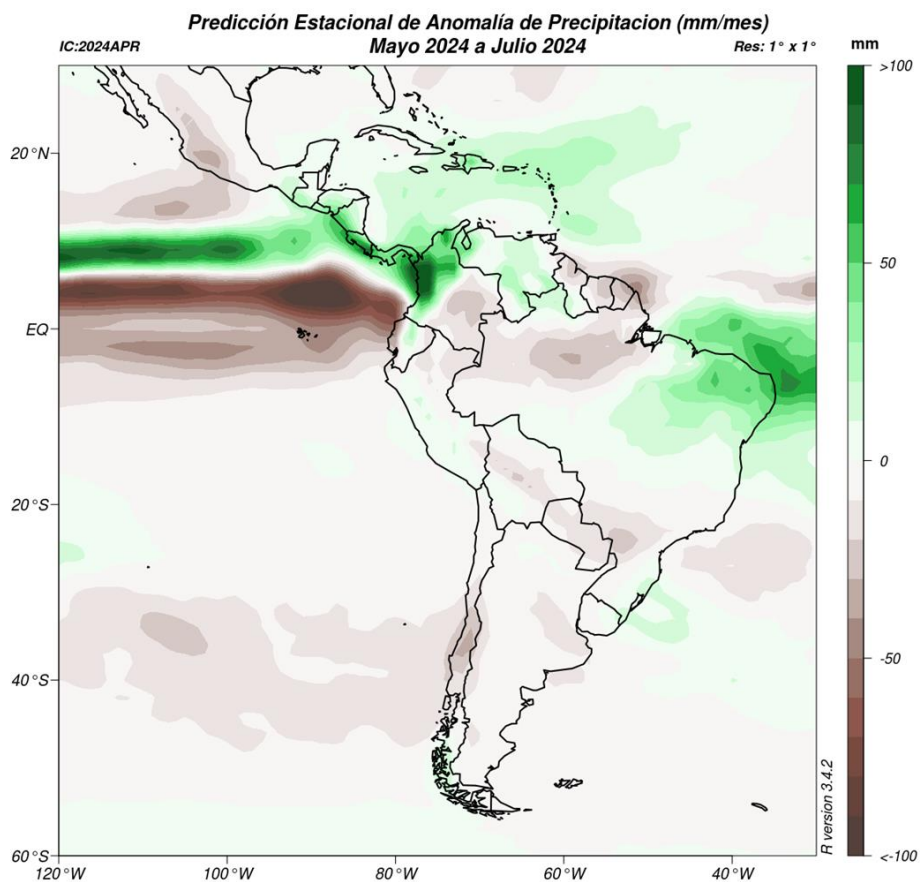 Predicción Estacional de Anomalía de Precipitacion (mm/mes)
IC:2024APR
Mayo 2024 a Julio 2024
Res: 1° x 1°
mm
>100
50
0
-50
<-100
20°N
EQ
20°S
40°S
60°S
120°W
100°W
80°W
60°W
40°W
R version 3.4.2